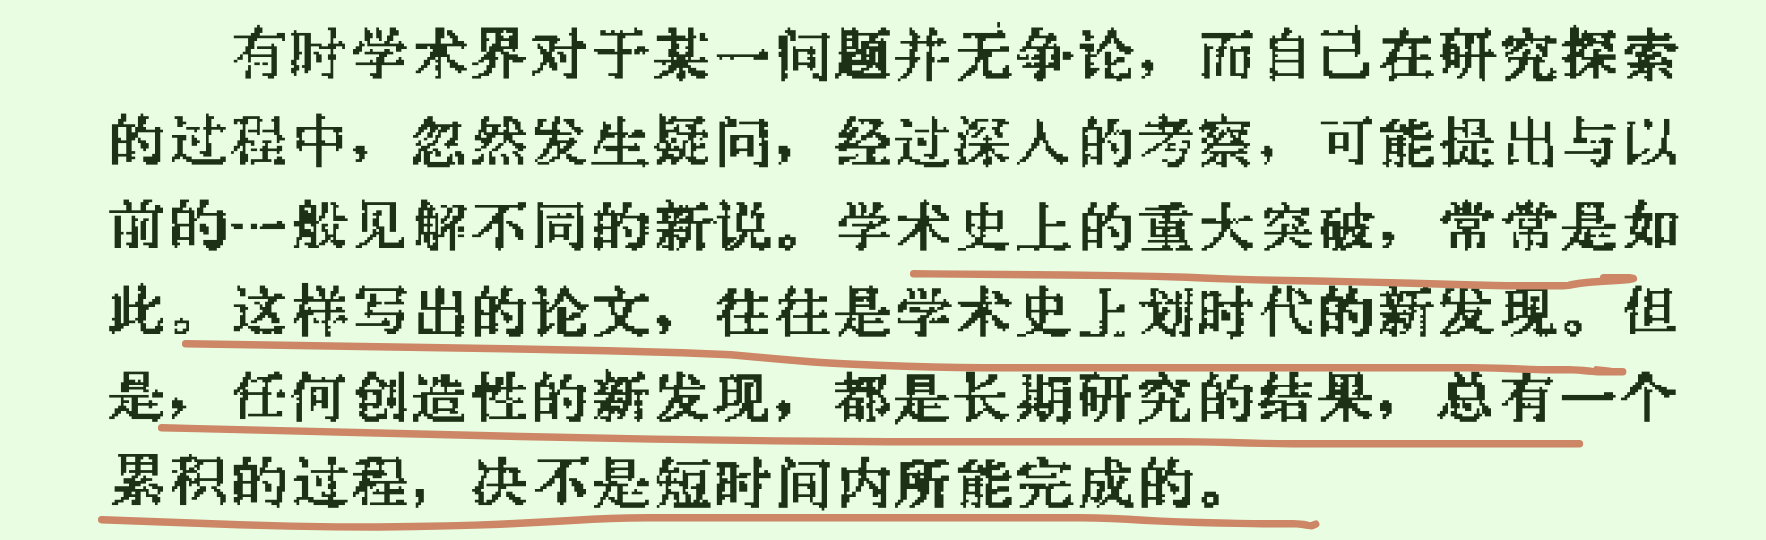 有时学术界对于某一问题并无争论，而自己在研究探索
的过程中，忽然发生疑问，经过深人的考察，可能提出与以
前的一般见解不同的新说。学术史上的重大突破，常常是如
此。这样写出的论文，往往是学术史上划时代的新发现。但
是，任何创造性的新发现，都是长期研究的结果，总有一个
累积的过程，决不是短时间内所能完成的。